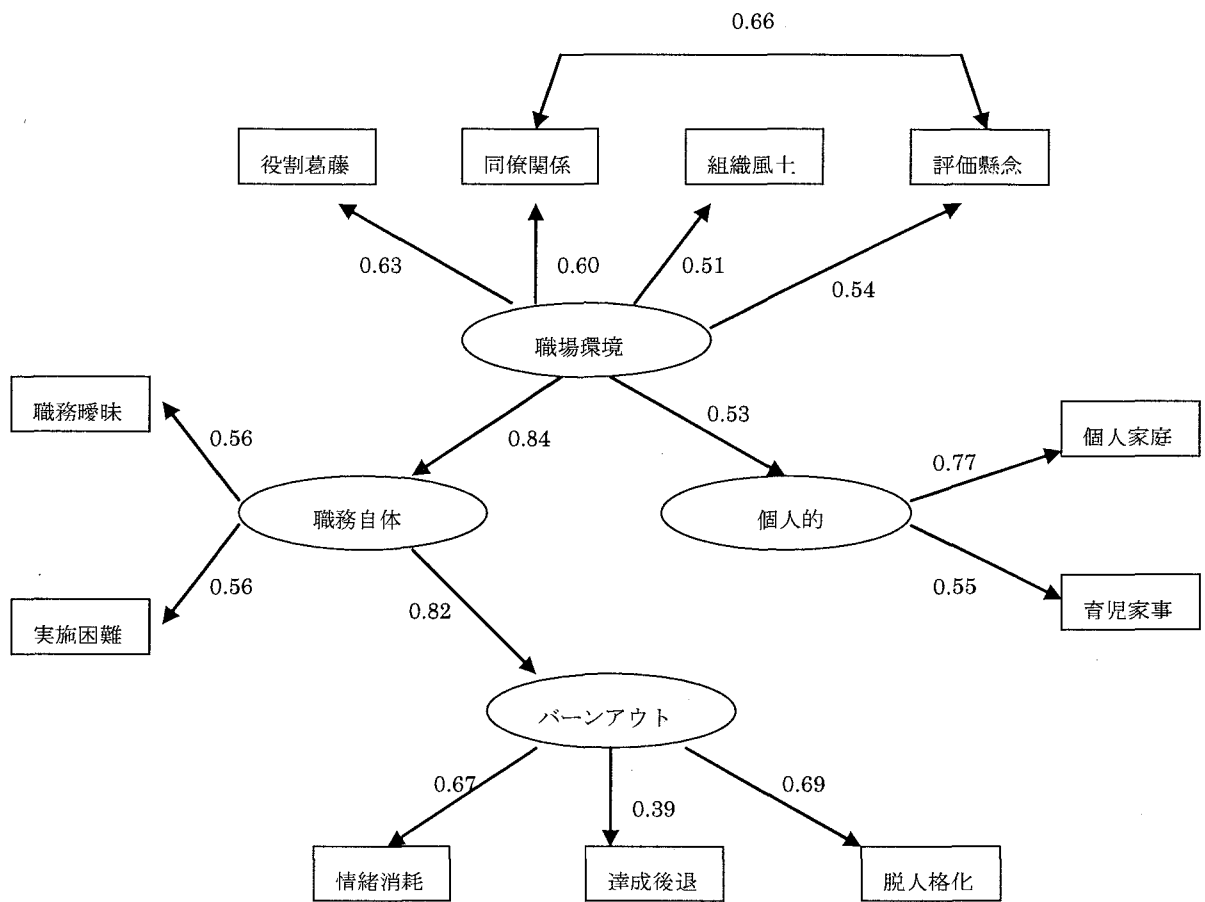 0.66
役割葛藤
同僚関係
組織風土
評価懸念
0.63
0.60
0.51
0.54
職場環境
職務曖昧
0.56
0.84
0.53
個人家庭
0.77
職務自体
個人的
0.56
0.82
0.55
実施困難
育児家事
バーンアウト
0.67
0.39
0.69
情緒消耗
達成後退
脱人格化